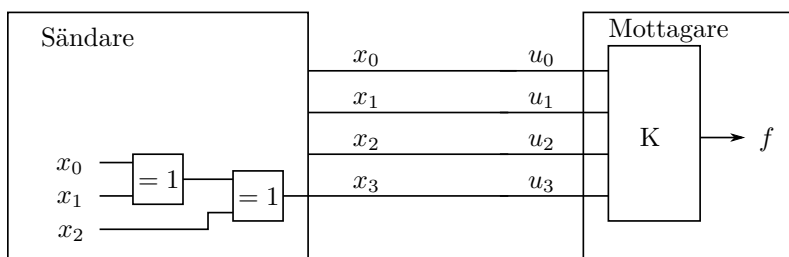 Sändare
Mottagare
x₀ u₀
x₁ u₁
x₂ u₂
x₃ u₃
K
f
x₀
x₁
x₂
= 1
= 1